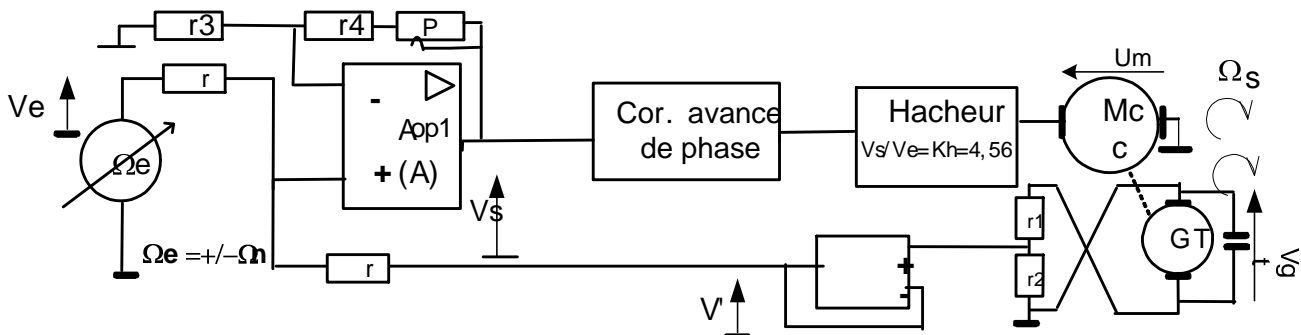 r3
r4
P
Um
Ωs
Ve
r
-
Aop1
+ (A)
Cor. avance
de phase
Hacheur
Vs/Ve=Kh=4,56
Mc
c
Ωe
Vs
r1
GT
Vg
t
Ωe =+/−Ωn
r
+
-
r2
V'